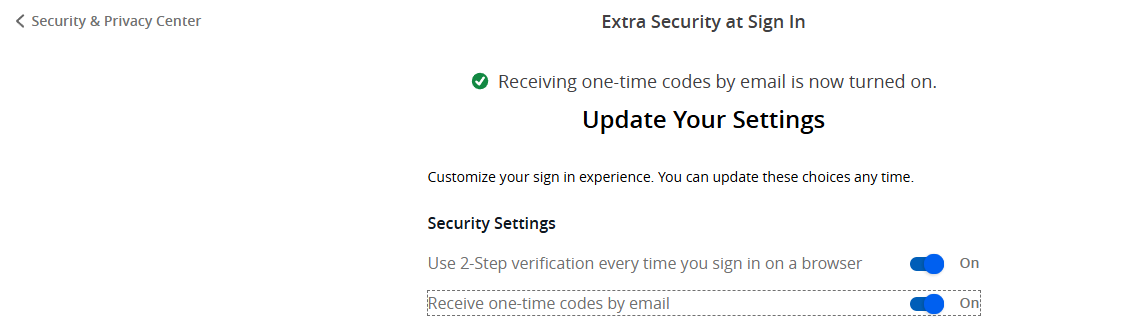 Security & Privacy Center
Extra Security at Sign In
Receiving one-time codes by email is now turned on.
Update Your Settings
Customize your sign in experience. You can update these choices any time.
Security Settings
Use 2-Step verification every time you sign in on a browser On
Receive one-time codes by email On